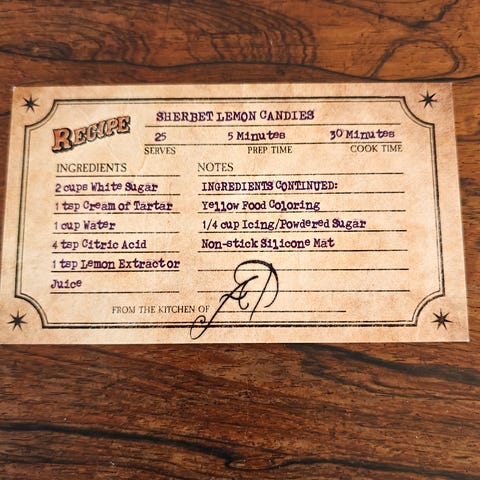 RECIPE
SHERBET LEMON CANDIES
25 5 Minutes 30 Minutes
SERVES PREP TIME COOK TIME
INGREDIENTS
2 cups White Sugar
1 tsp Cream of Tartar
1 cup Water
4 tsp Citric Acid
1 tsp Lemon Extract or
Juice
NOTES
INGREDIENTS CONTINUED:
Yellow Food Coloring
1/4 cup Icing/Powdered Sugar
Non-stick Silicone Mat
FROM THE KITCHEN OF